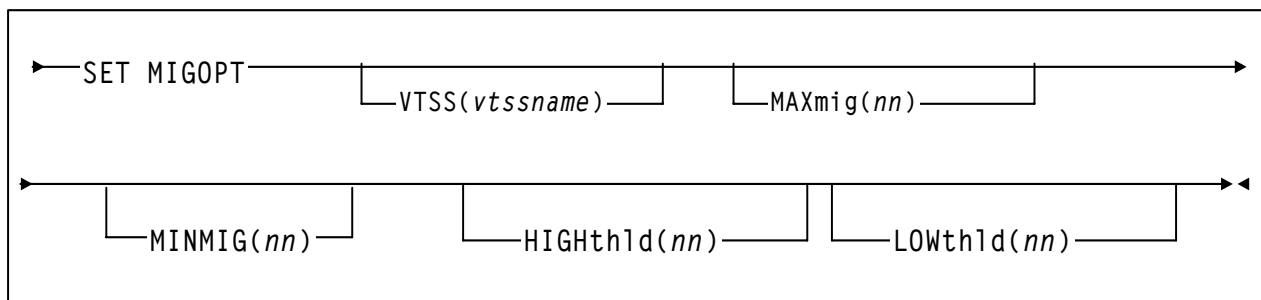 SET MIGOPT
VTSS(vtssname)
MAXmig(nn)
MINMIG(nn)
HIGHthld(nn)
LOWthld(nn)